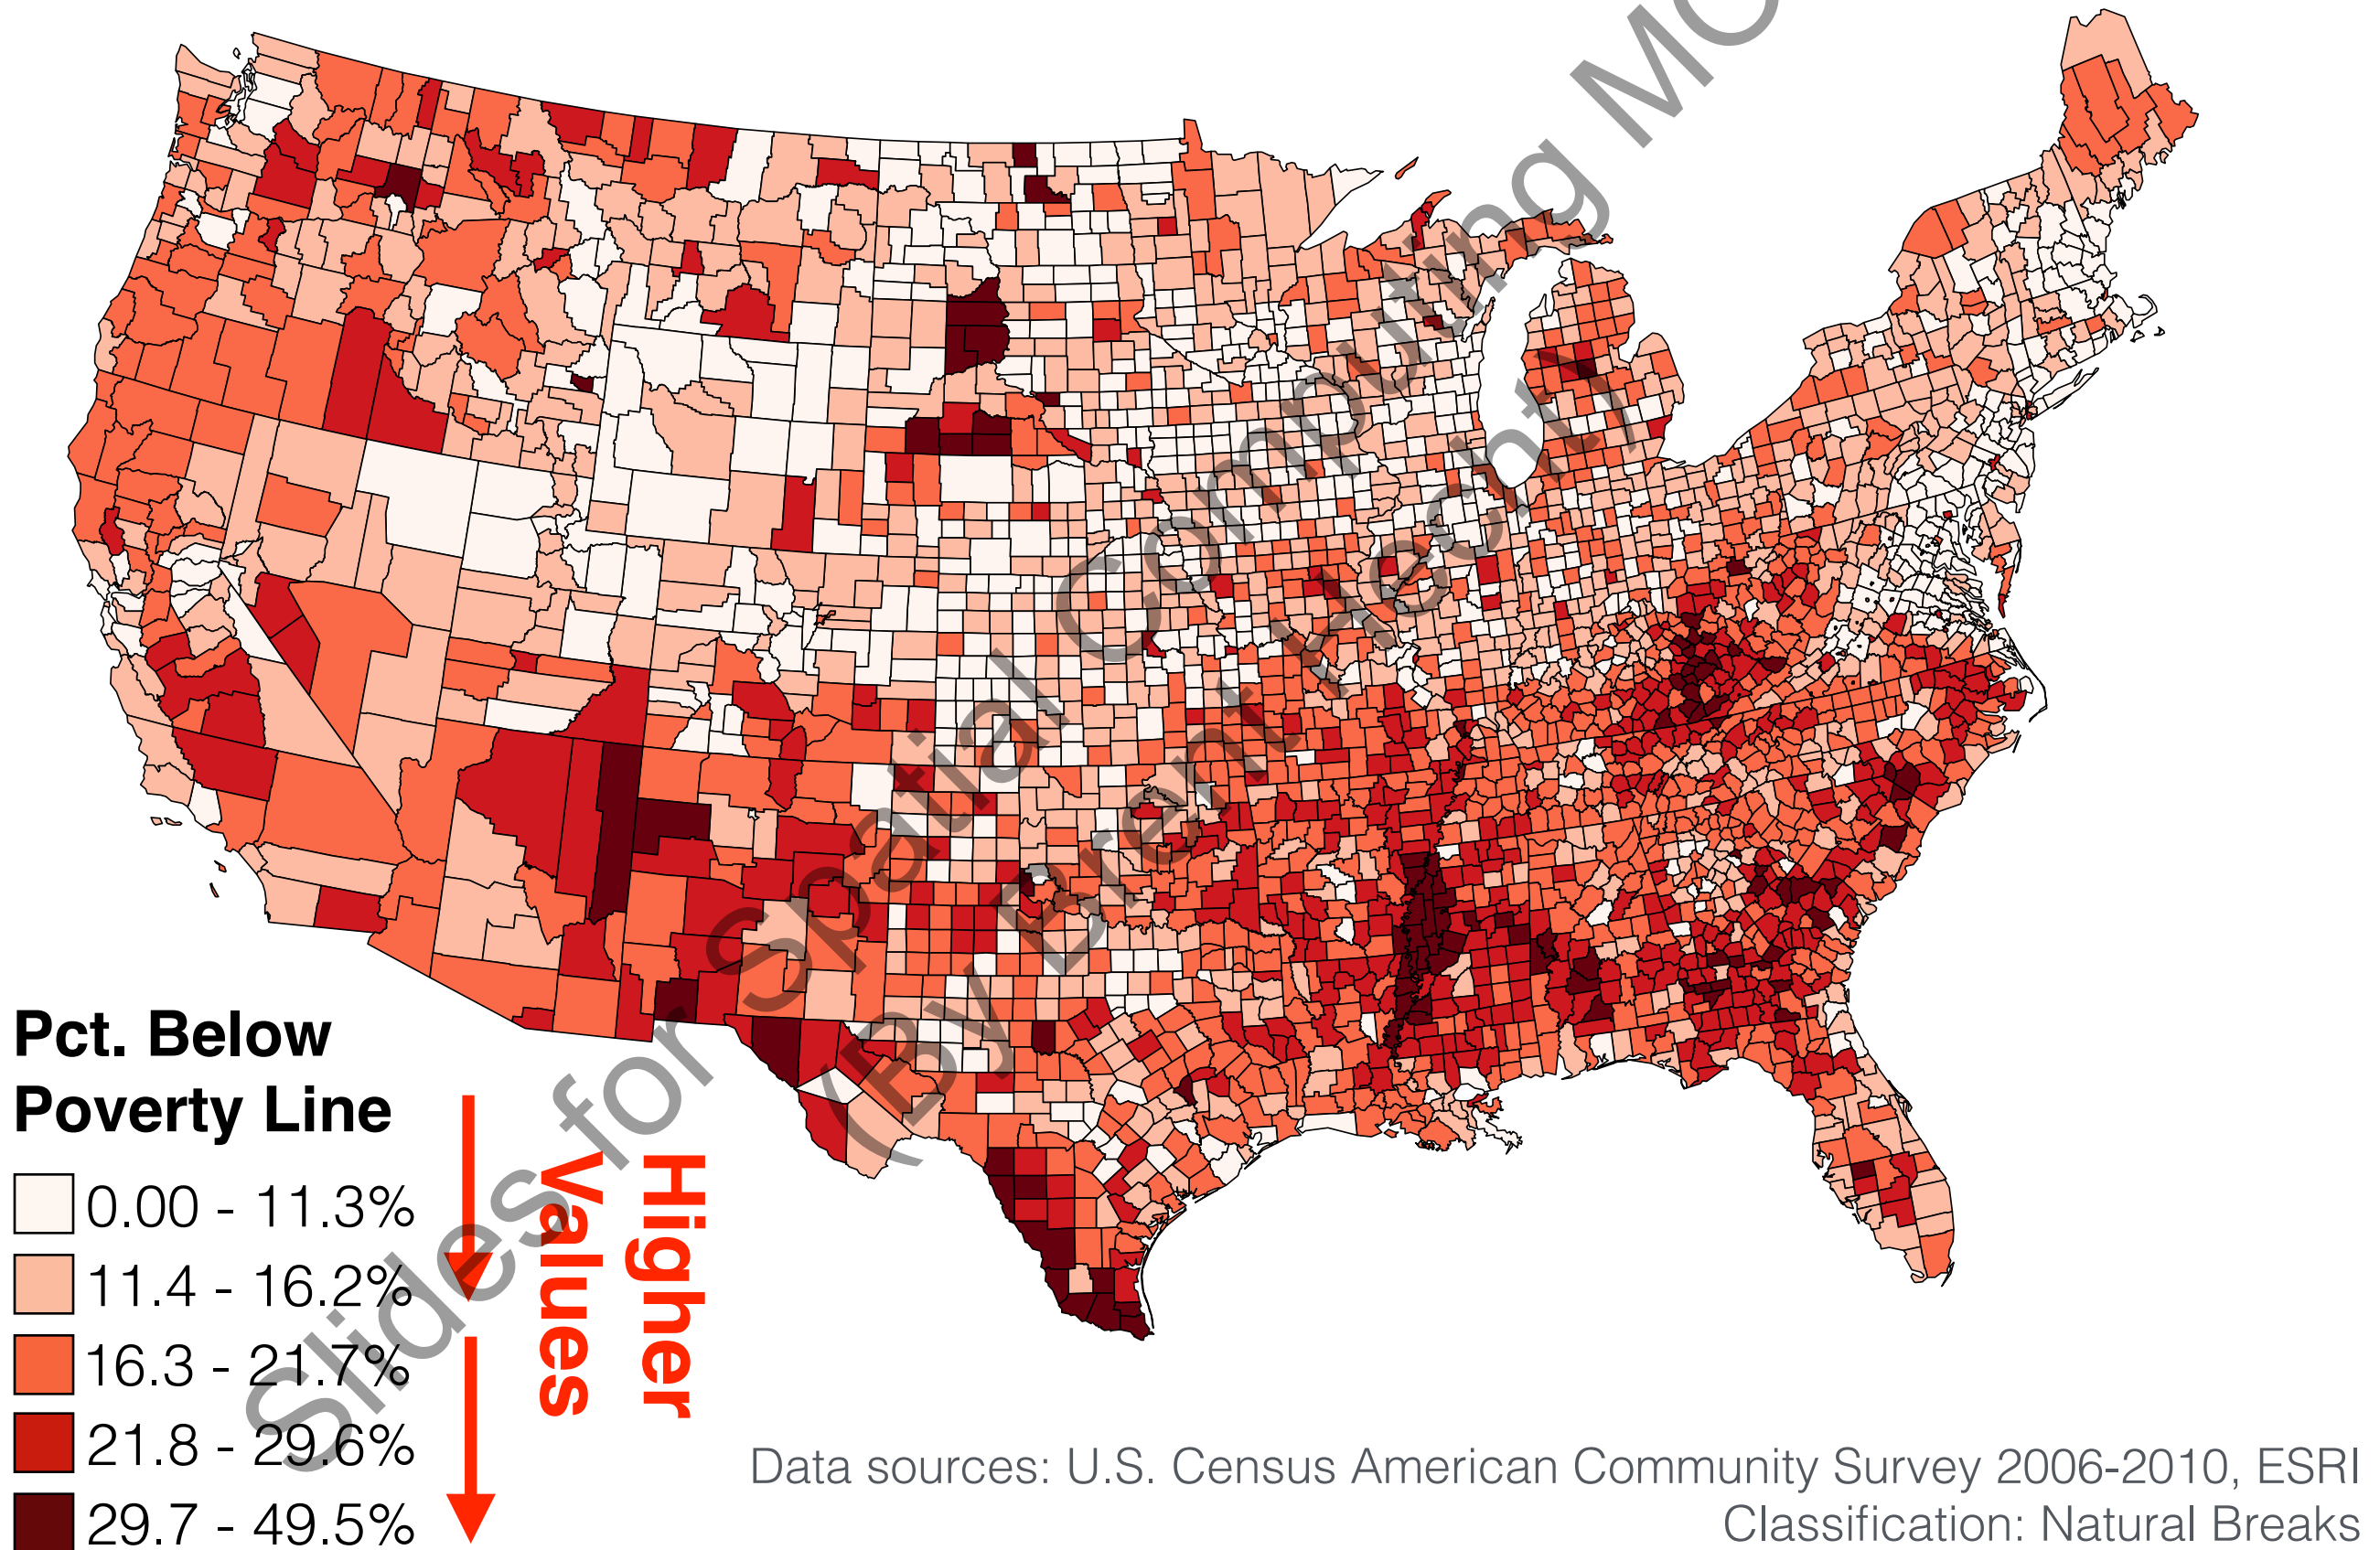 Slides for Spatial Computing MO
(By Brent Hecht)
Pct. Below
Poverty Line
0.00 - 11.3%
11.4 - 16.2%
16.3 - 21.7%
21.8 - 29.6%
29.7 - 49.5%
Higher
Values
Data sources: U.S. Census American Community Survey 2006-2010, ESRI
Classification: Natural Breaks